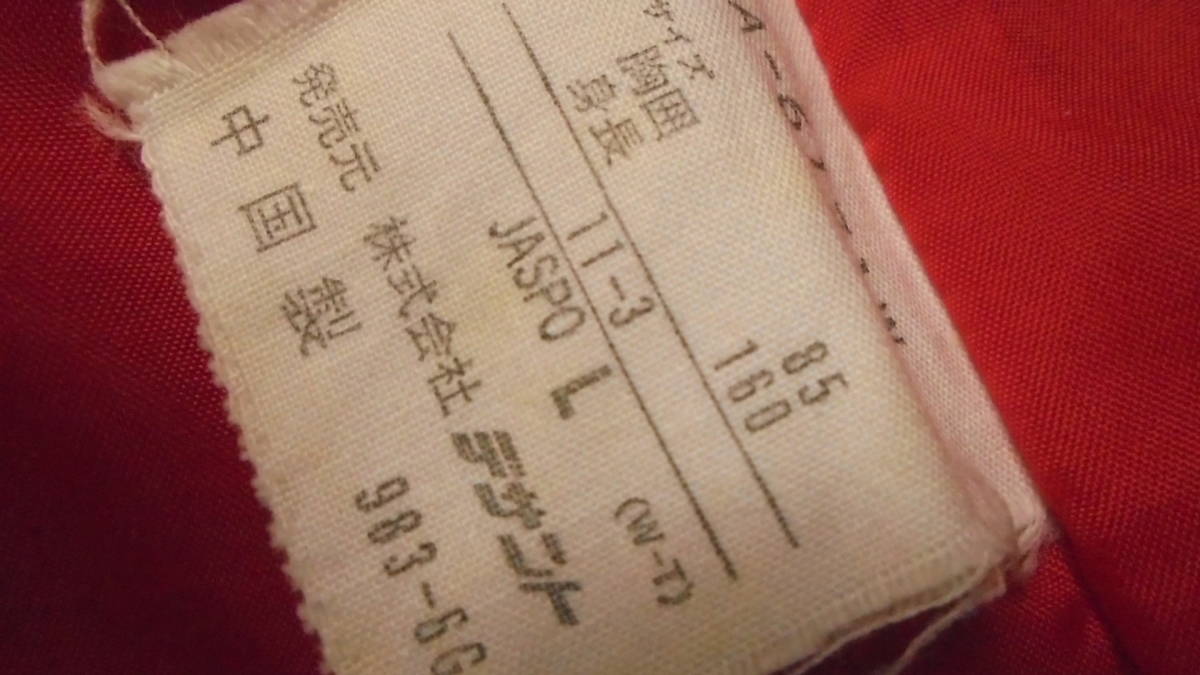 サイズ
胸囲 85
身長 160
11-3
JASPO L (W-T)
発売元 株式会社デサント
中国製 983-6G